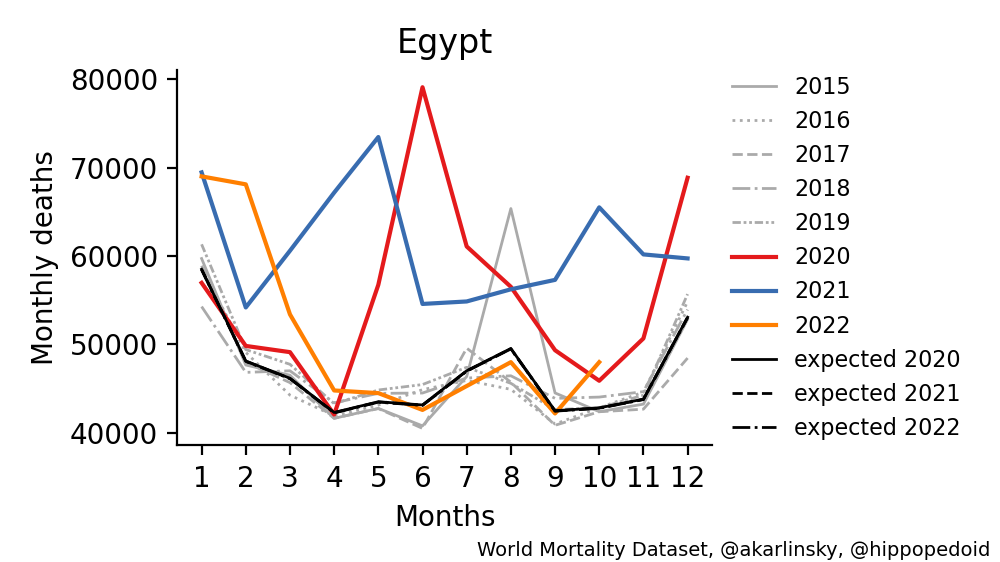 Egypt
80000
70000
60000
50000
40000
Monthly deaths
1 2 3 4 5 6 7 8 9 10 11 12
Months
2015
2016
2017
2018
2019
2020
2021
2022
expected 2020
expected 2021
expected 2022
World Mortality Dataset, @akarlinsky, @hippopedoid